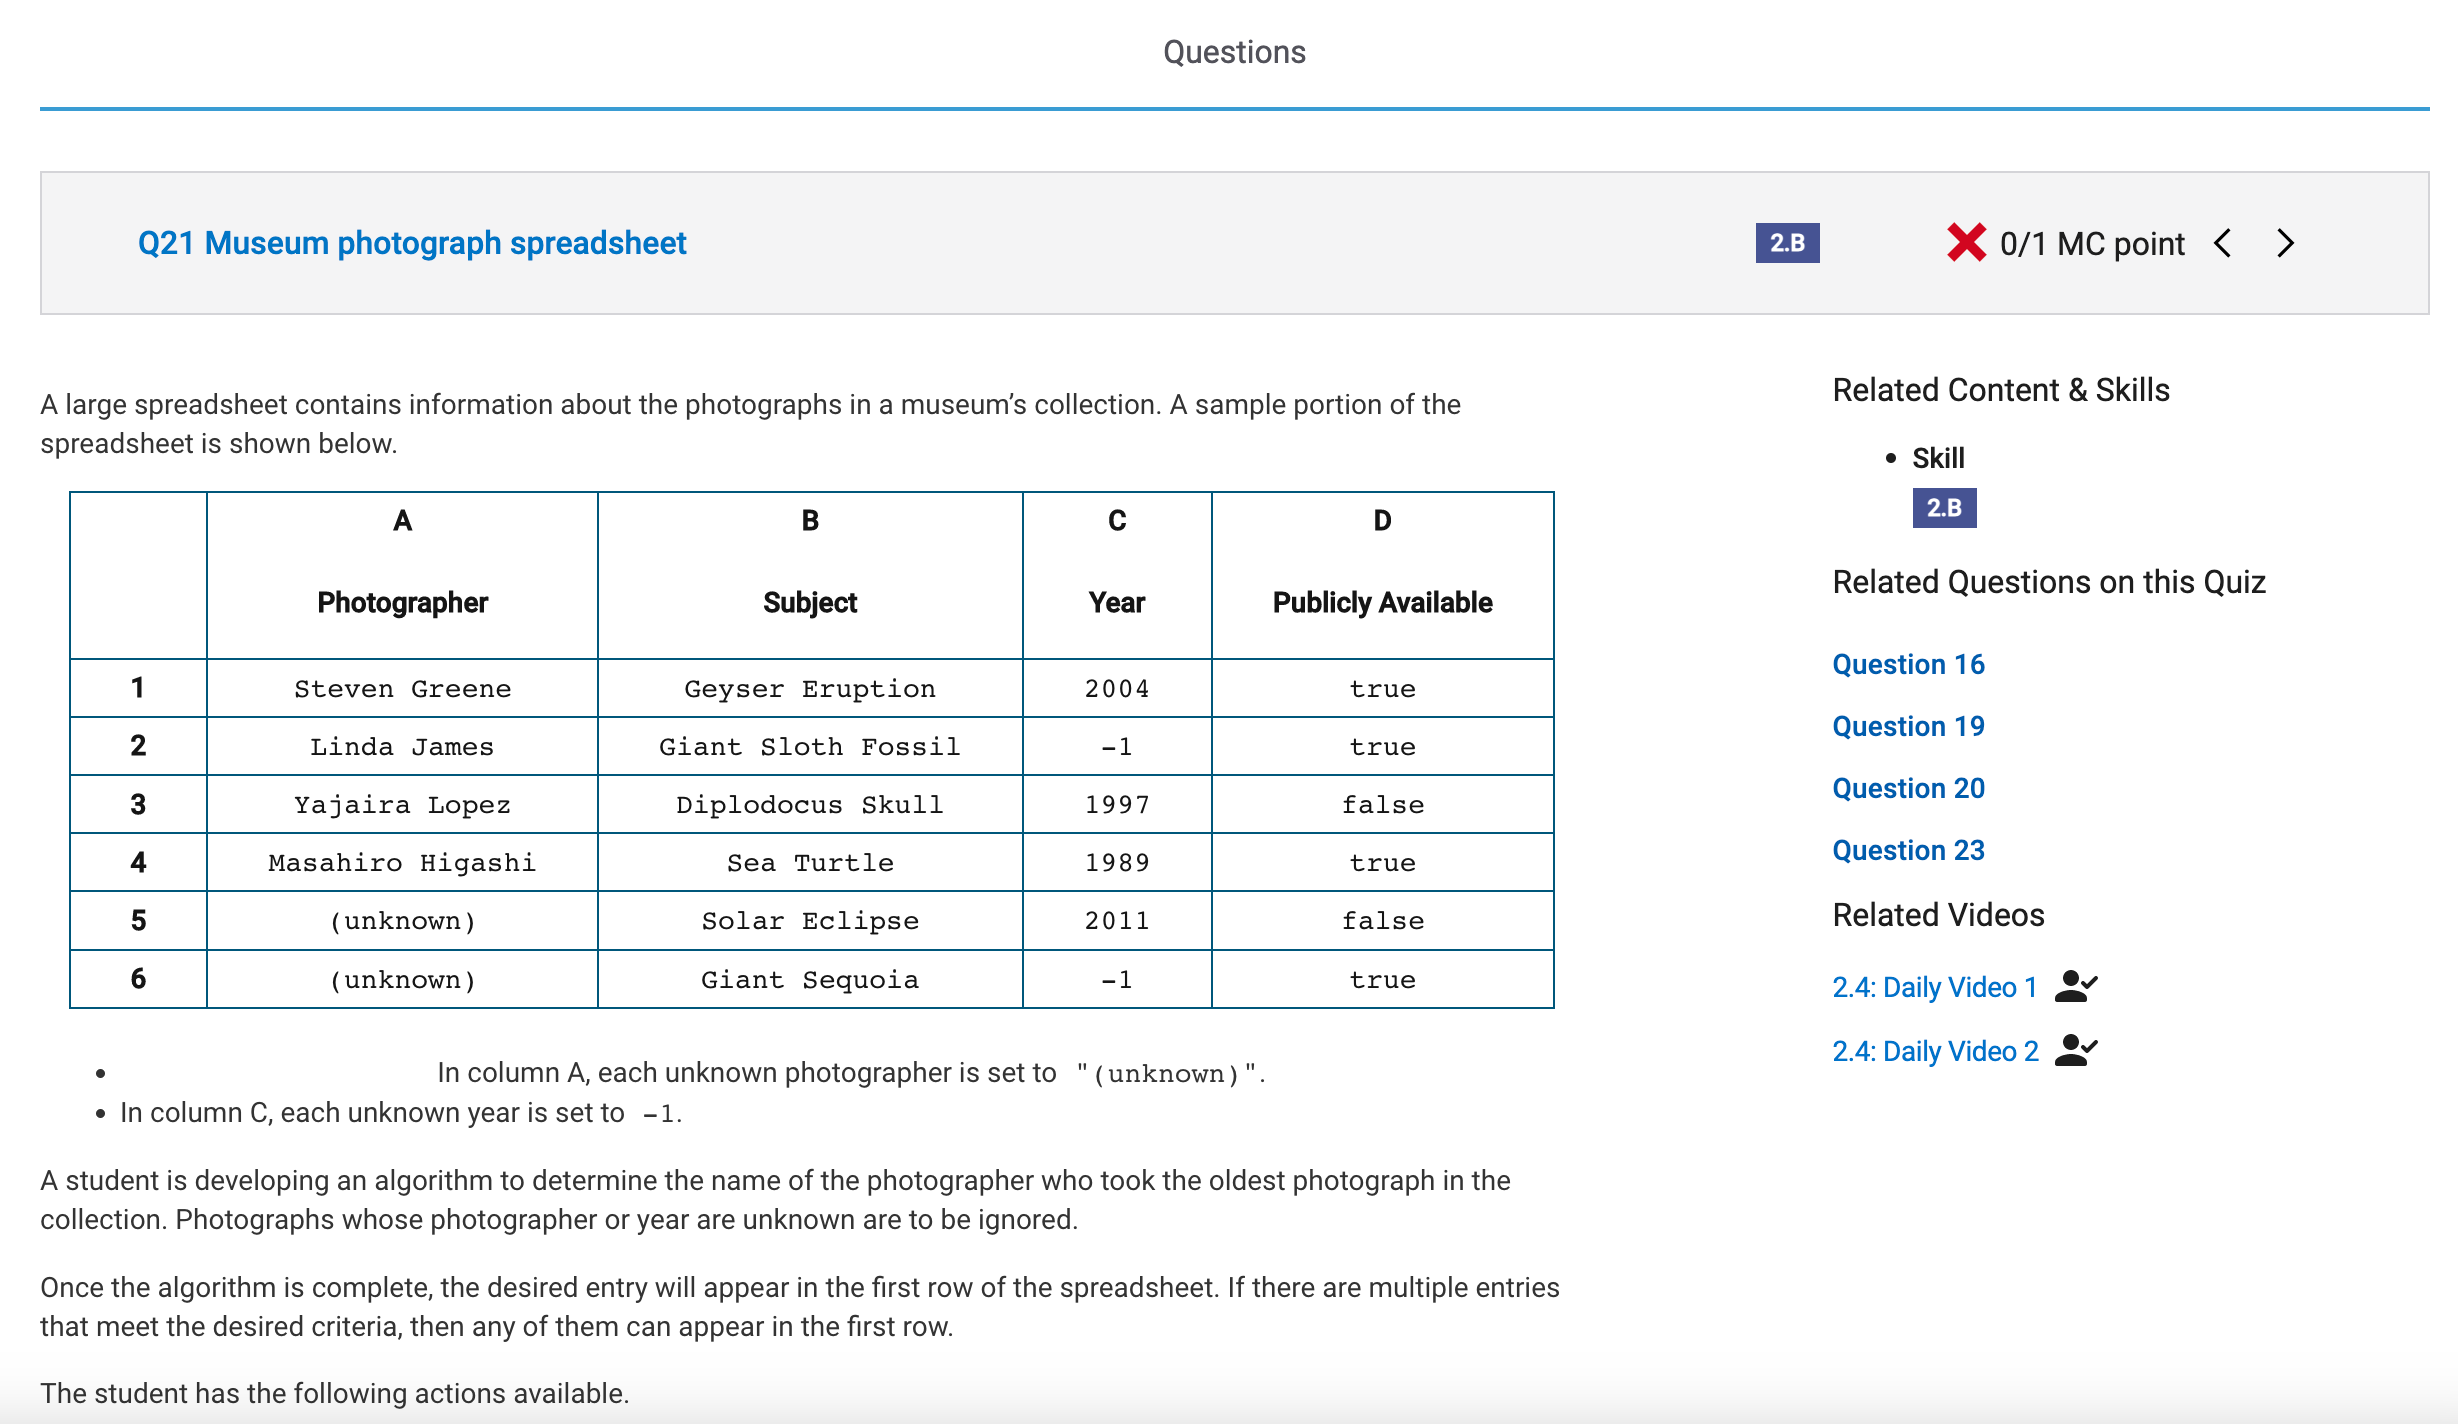 Questions
Q21 Museum photograph spreadsheet
2.B
0/1 MC point
A large spreadsheet contains information about the photographs in a museum’s collection. A sample portion of the
spreadsheet is shown below.
A B C D
Photographer Subject Year Publicly Available
1 Steven Greene Geyser Eruption 2004 true
2 Linda James Giant Sloth Fossil -1 true
3 Yajaira Lopez Diplodocus Skull 1997 false
4 Masahiro Higashi Sea Turtle 1989 true
5 (unknown) Solar Eclipse 2011 false
6 (unknown) Giant Sequoia -1 true
• In column A, each unknown photographer is set to "(unknown)".
• In column C, each unknown year is set to -1.
A student is developing an algorithm to determine the name of the photographer who took the oldest photograph in the
collection. Photographs whose photographer or year are unknown are to be ignored.
Once the algorithm is complete, the desired entry will appear in the first row of the spreadsheet. If there are multiple entries
that meet the desired criteria, then any of them can appear in the first row.
The student has the following actions available.
Related Content & Skills
• Skill
2.B
Related Questions on this Quiz
Question 16
Question 19
Question 20
Question 23
Related Videos
2.4: Daily Video 1
2.4: Daily Video 2